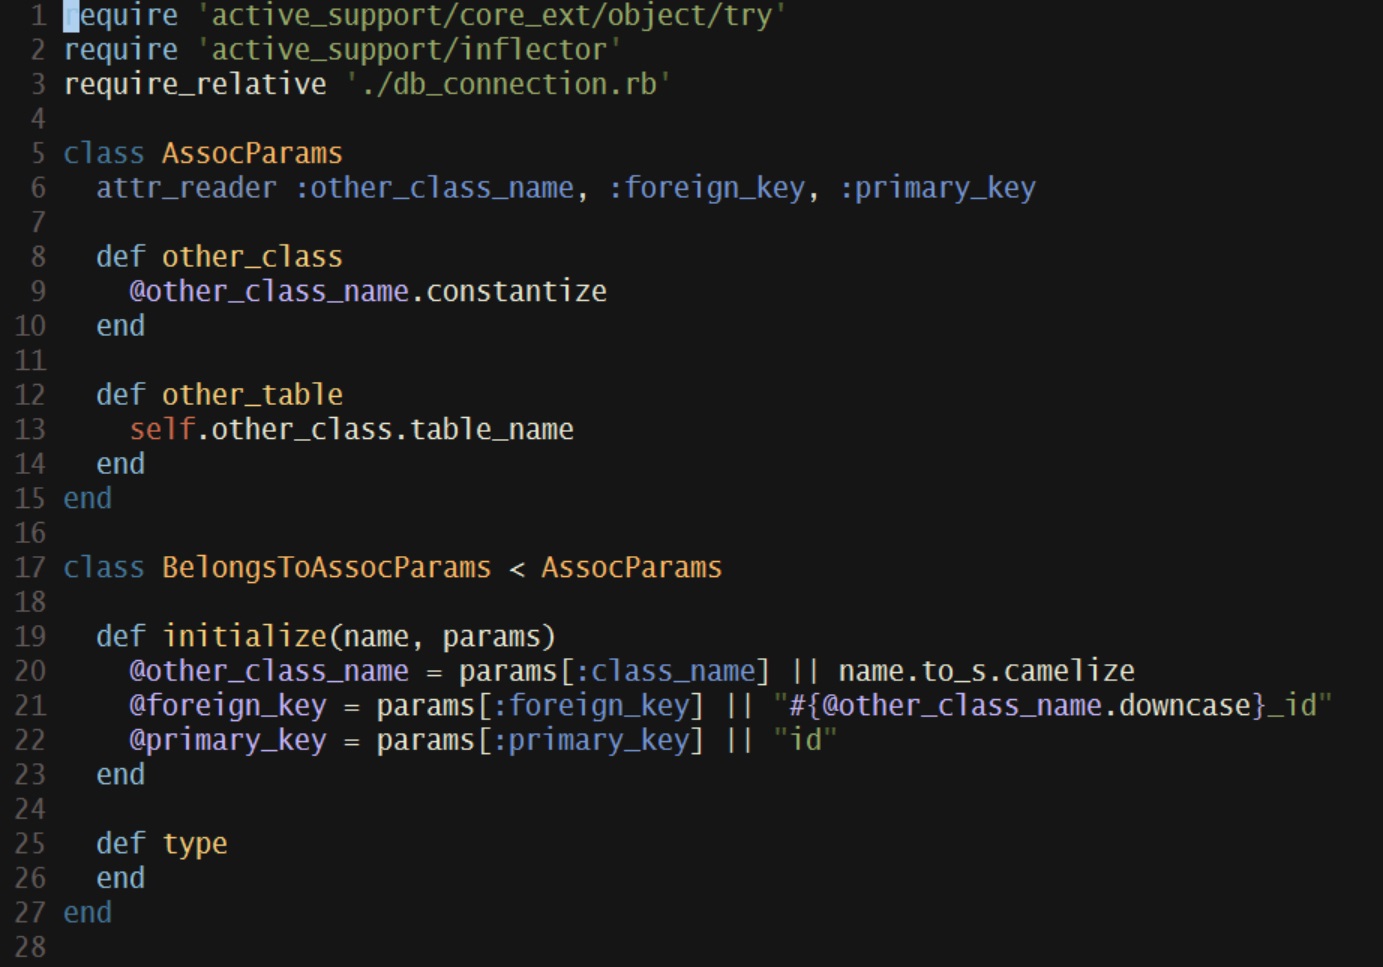 1 require 'active_support/core_ext/object/try'
2 require 'active_support/inflector'
3 require_relative './db_connection.rb'
4
5 class AssocParams
6   attr_reader :other_class_name, :foreign_key, :primary_key
7
8   def other_class
9     @other_class_name.constantize
10   end
11
12   def other_table
13     self.other_class.table_name
14   end
15 end
16
17 class BelongsToAssocParams < AssocParams
18
19   def initialize(name, params)
20     @other_class_name = params[:class_name] || name.to_s.camelize
21     @foreign_key = params[:foreign_key] || "#{@other_class_name.downcase}_id"
22     @primary_key = params[:primary_key] || "id"
23   end
24
25   def type
26   end
27 end
28